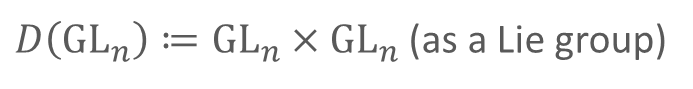 D(GLₙ) ≔ GLₙ × GLₙ (as a Lie group)